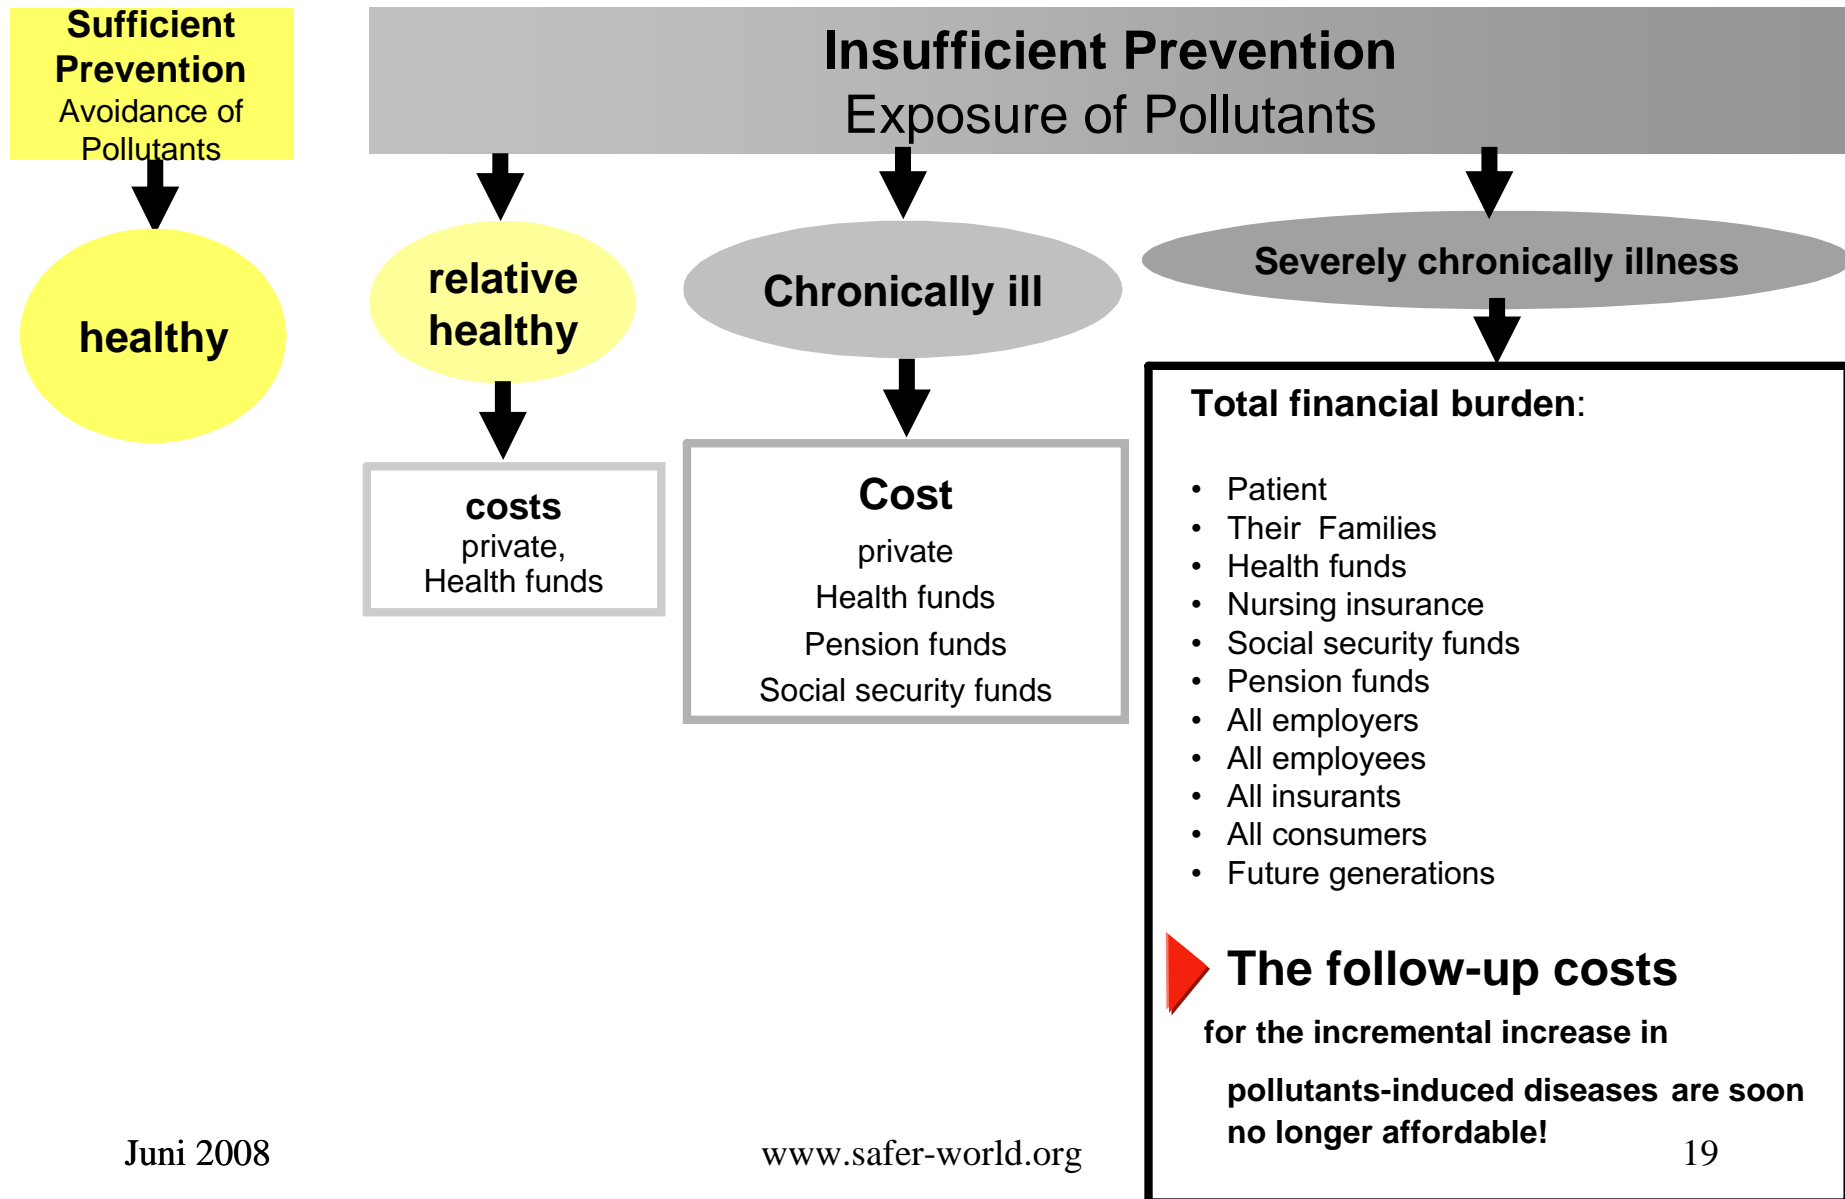 Sufficient
Prevention
Avoidance of
Pollutants
Insufficient Prevention
Exposure of Pollutants
healthy
relative
healthy
Chronically ill
Severely chronically illness
costs
private,
Health funds
Cost
private
Health funds
Pension funds
Social security funds
Total financial burden:
• Patient
• Their Families
• Health funds
• Nursing insurance
• Social security funds
• Pension funds
• All employers
• All employees
• All insurants
• All consumers
• Future generations
The follow-up costs
for the incremental increase in
pollutants-induced diseases are soon
no longer affordable!
Juni 2008
www.safer-world.org
19